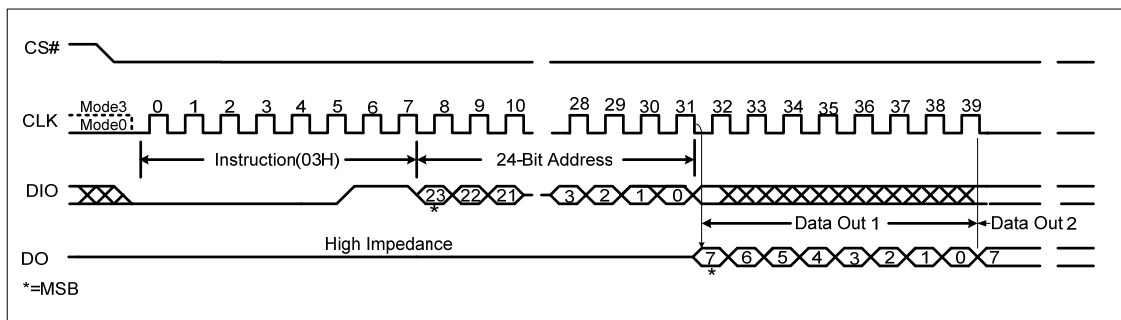 CS#
Mode3
0 1 2 3 4 5 6 7 8 9 10 28 29 30 31 32 33 34 35 36 37 38 39
CLK
Mode0
Instruction(03H) 24-Bit Address
DIO 23 22 21 3 2 1 0
*
Data Out 1 Data Out 2
High Impedance
DO 7 6 5 4 3 2 1 0 7
*
*=MSB